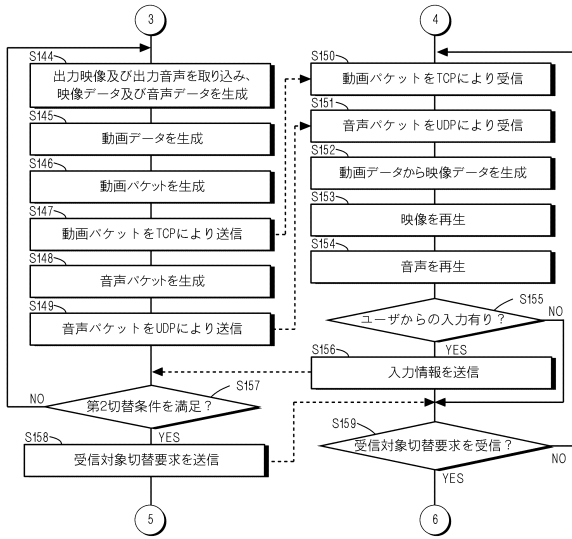 3
S144
出力映像及び出力音声を取り込み、
映像データ及び音声データを生成
S145
動画データを生成
S146
動画パケットを生成
S147
動画パケットをTCPにより送信
S148
音声パケットを生成
S149
音声パケットをUDPにより送信
S157
NO
第2切替条件を満足？
YES
S158
受信対象切替要求を送信
5
4
S150
動画パケットをTCPにより受信
S151
音声パケットをUDPにより受信
S152
動画データから映像データを生成
S153
映像を再生
S154
音声を再生
S155
ユーザからの入力有り？
NO
YES
S156
入力情報を送信
S159
受信対象切替要求を受信？
NO
YES
6